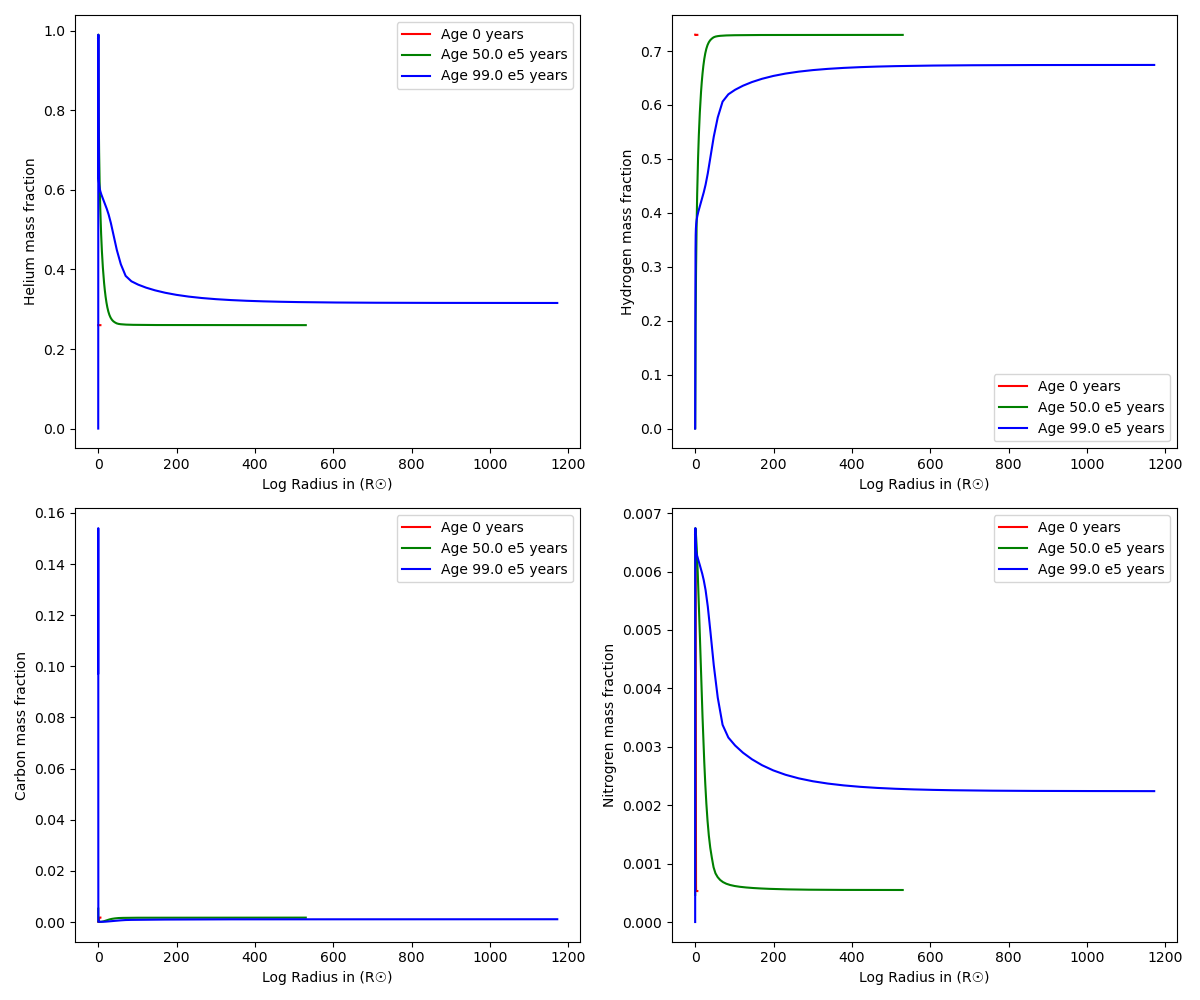 Helium mass fraction
1.0
0.8
0.6
0.4
0.2
0.0
Age 0 years
Age 50.0 e5 years
Age 99.0 e5 years
0 200 400 600 800 1000 1200
Log Radius in (R☉)
Hydrogen mass fraction
0.7
0.6
0.5
0.4
0.3
0.2
0.1
0.0
Age 0 years
Age 50.0 e5 years
Age 99.0 e5 years
0 200 400 600 800 1000 1200
Log Radius in (R☉)
Carbon mass fraction
0.16
0.14
0.12
0.10
0.08
0.06
0.04
0.02
0.00
Age 0 years
Age 50.0 e5 years
Age 99.0 e5 years
0 200 400 600 800 1000 1200
Log Radius in (R☉)
Nitrogren mass fraction
0.007
0.006
0.005
0.004
0.003
0.002
0.001
0.000
Age 0 years
Age 50.0 e5 years
Age 99.0 e5 years
0 200 400 600 800 1000 1200
Log Radius in (R☉)